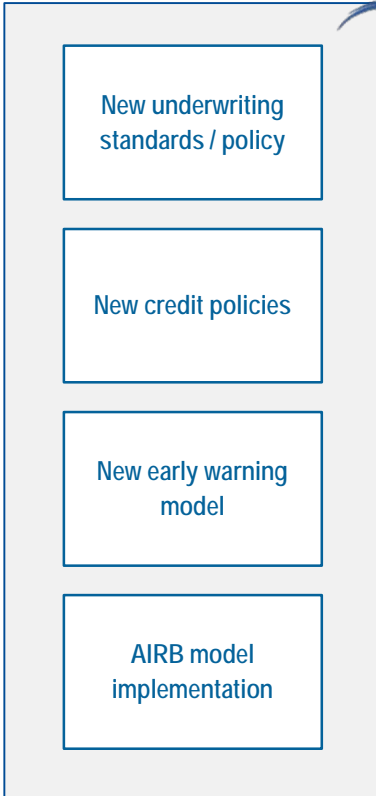 New underwriting
standards / policy
New credit policies
New early warning
model
AIRB model
implementation